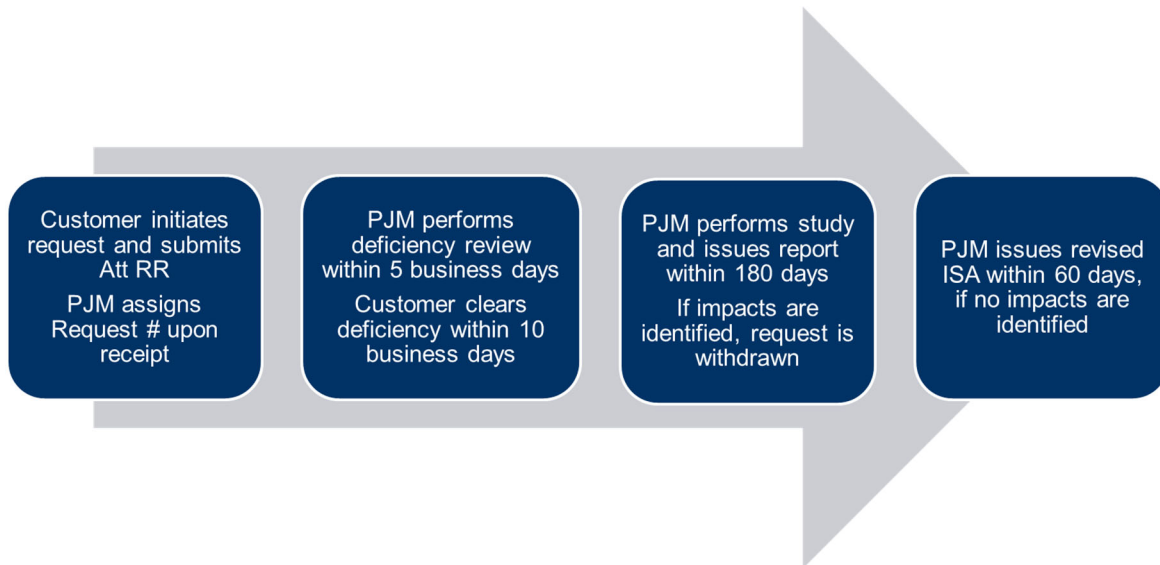 Customer initiates
request and submits
Att RR
PJM assigns
Request # upon
receipt
PJM performs
deficiency review
within 5 business days
Customer clears
deficiency within 10
business days
PJM performs study
and issues report
within 180 days
If impacts are
identified, request is
withdrawn
PJM issues revised
ISA within 60 days,
if no impacts are
identified